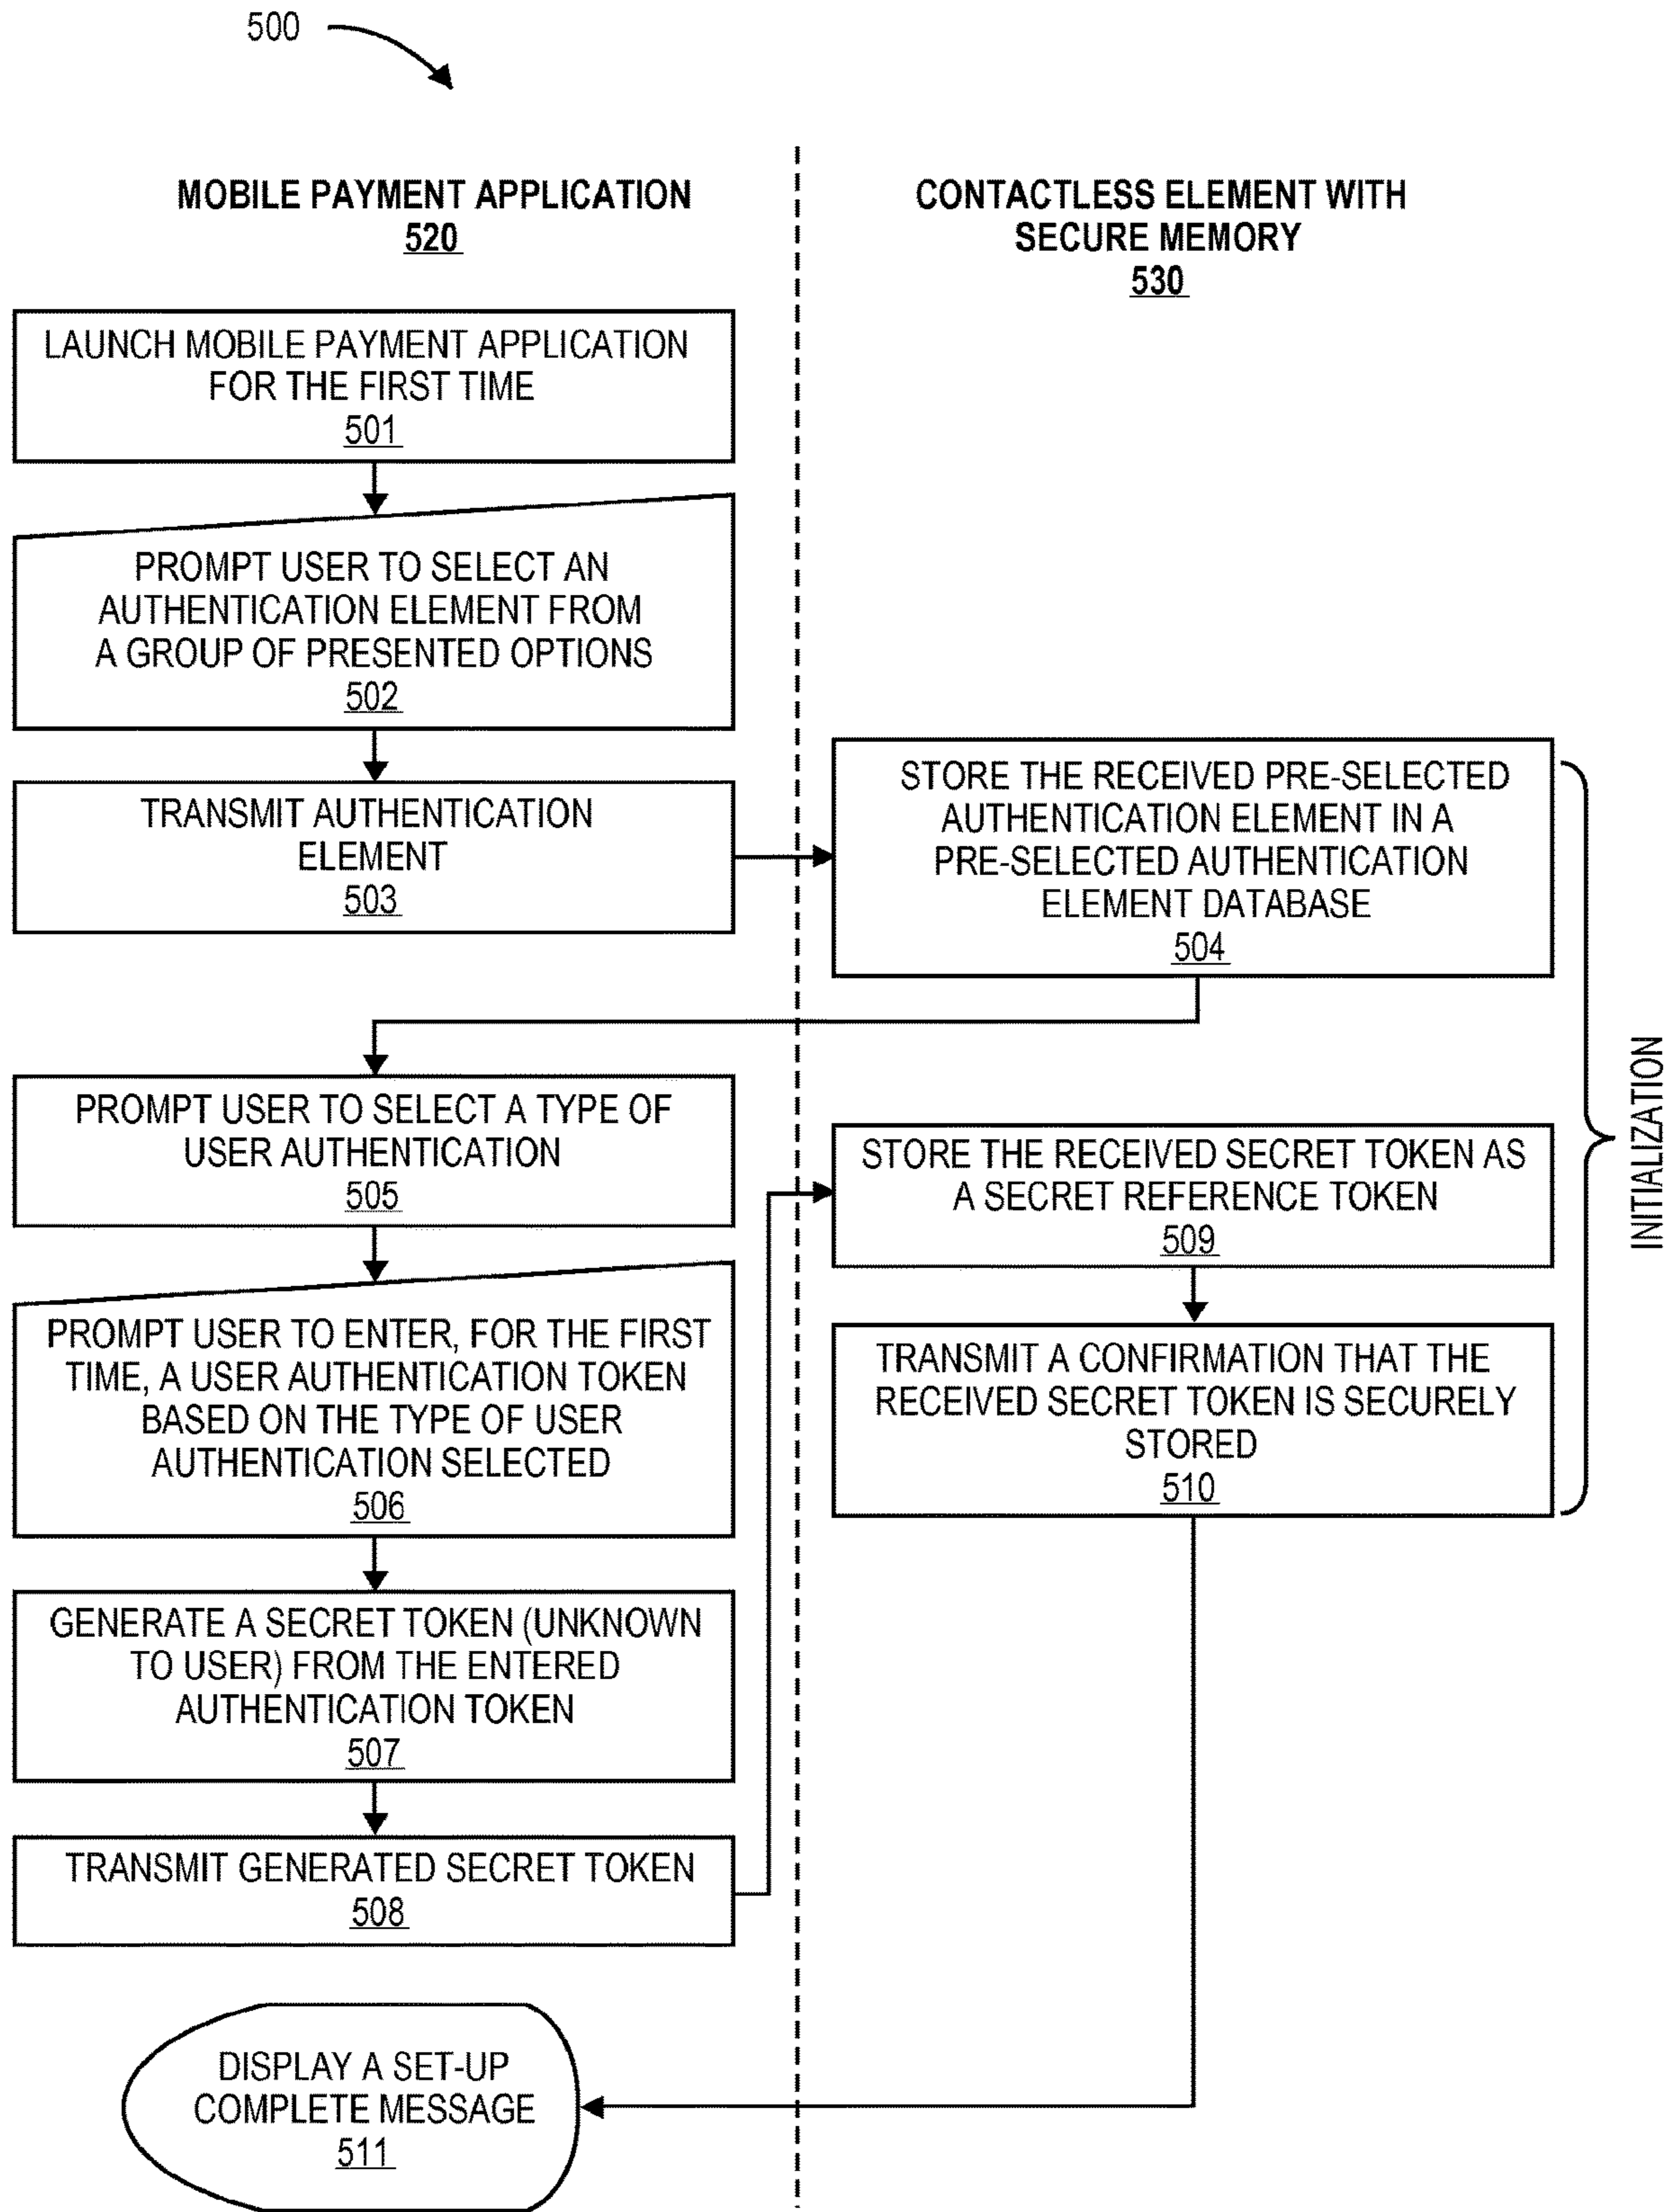 500
MOBILE PAYMENT APPLICATION
520
CONTACTLESS ELEMENT WITH
SECURE MEMORY
530
LAUNCH MOBILE PAYMENT APPLICATION
FOR THE FIRST TIME
501
PROMPT USER TO SELECT AN
AUTHENTICATION ELEMENT FROM
A GROUP OF PRESENTED OPTIONS
502
TRANSMIT AUTHENTICATION
ELEMENT
503
STORE THE RECEIVED PRE-SELECTED
AUTHENTICATION ELEMENT IN A
PRE-SELECTED AUTHENTICATION
ELEMENT DATABASE
504
PROMPT USER TO SELECT A TYPE OF
USER AUTHENTICATION
505
PROMPT USER TO ENTER, FOR THE FIRST
TIME, A USER AUTHENTICATION TOKEN
BASED ON THE TYPE OF USER
AUTHENTICATION SELECTED
506
GENERATE A SECRET TOKEN (UNKNOWN
TO USER) FROM THE ENTERED
AUTHENTICATION TOKEN
507
TRANSMIT GENERATED SECRET TOKEN
508
STORE THE RECEIVED SECRET TOKEN AS
A SECRET REFERENCE TOKEN
509
TRANSMIT A CONFIRMATION THAT THE
RECEIVED SECRET TOKEN IS SECURELY
STORED
510
INITIALIZATION
DISPLAY A SET-UP
COMPLETE MESSAGE
511